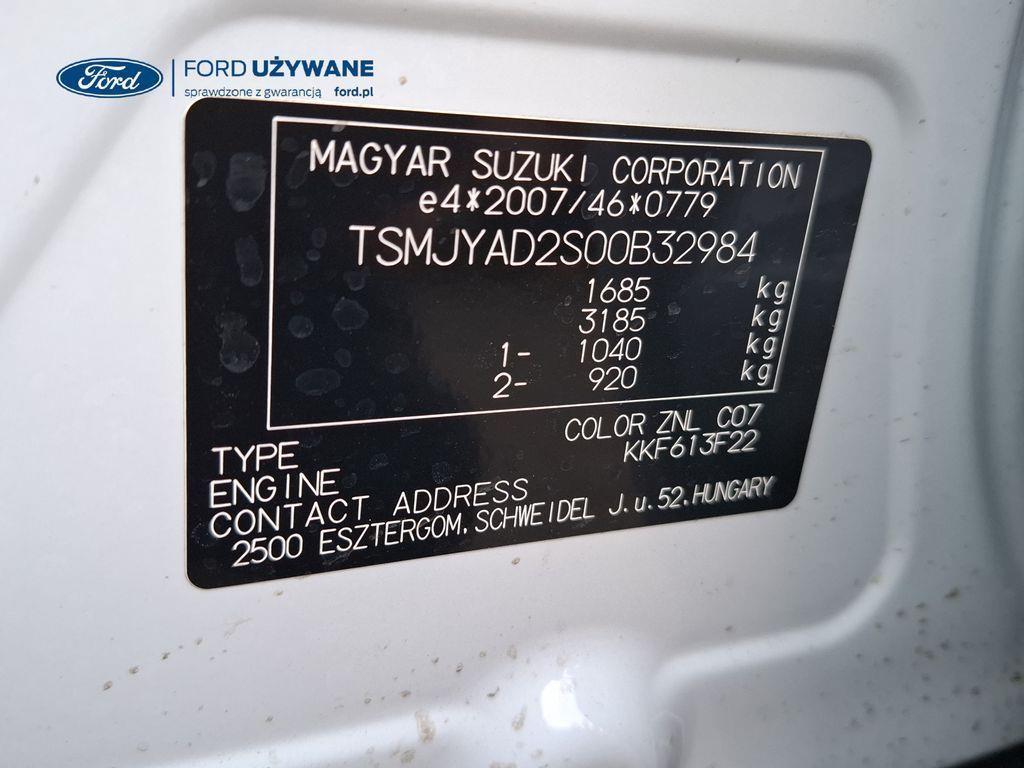 Ford
FORD UŻYWANE
sprawdzone z gwarancją ford.pl
MAGYAR SUZUKI CORPORATION
e4*2007/46*0779
TSMJYAD2S00B32984
1685 kg
3185 kg
1- 1040 kg
2- 920 kg
COLOR ZNL C07
TYPE KKF613F22
ENGINE
CONTACT ADDRESS
2500 ESZTERGOM, SCHWEIDEL J.u.52.HUNGARY